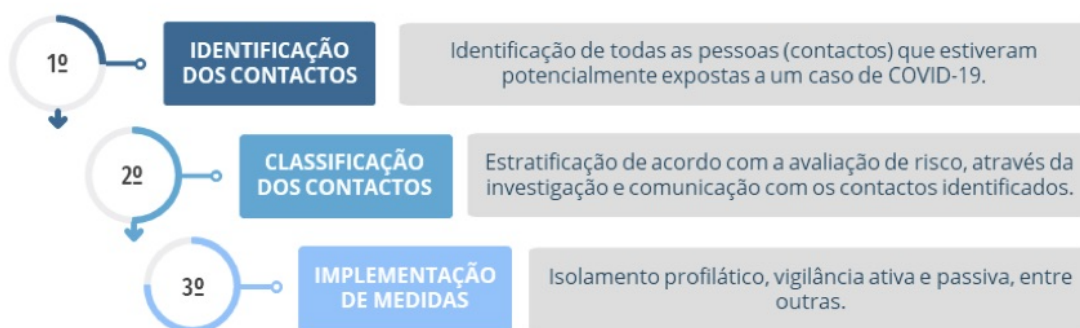 1º
IDENTIFICAÇÃO
DOS CONTACTOS
Identificação de todas as pessoas (contactos) que estiveram
potencialmente expostas a um caso de COVID-19.
2º
CLASSIFICAÇÃO
DOS CONTACTOS
Estratificação de acordo com a avaliação de risco, através da
investigação e comunicação com os contactos identificados.
3º
IMPLEMENTAÇÃO
DE MEDIDAS
Isolamento profilático, vigilância ativa e passiva, entre
outras.